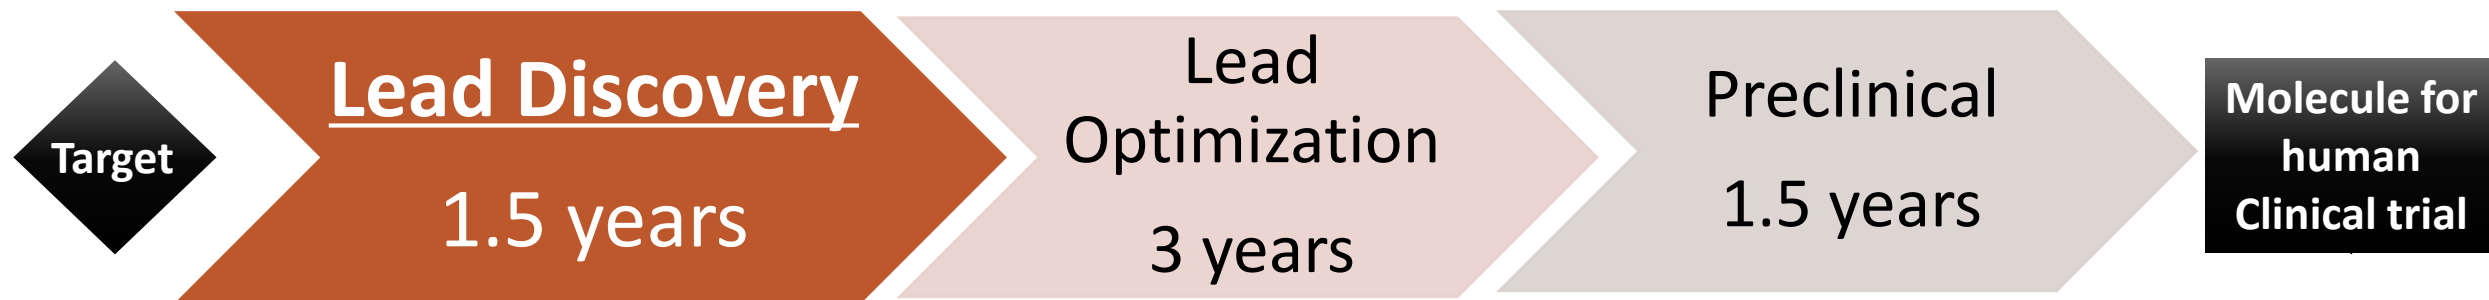 Target
Lead Discovery
1.5 years
Lead
Optimization
3 years
Preclinical
1.5 years
Molecule for
human
Clinical trial